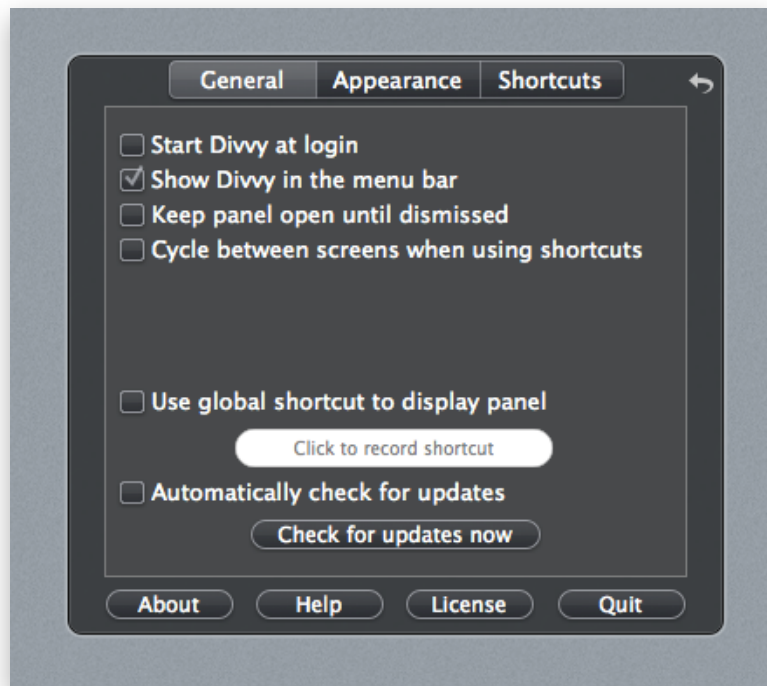 General Appearance Shortcuts
Start Divvy at login
Show Divvy in the menu bar
Keep panel open until dismissed
Cycle between screens when using shortcuts
Use global shortcut to display panel
Click to record shortcut
Automatically check for updates
Check for updates now
About Help License Quit